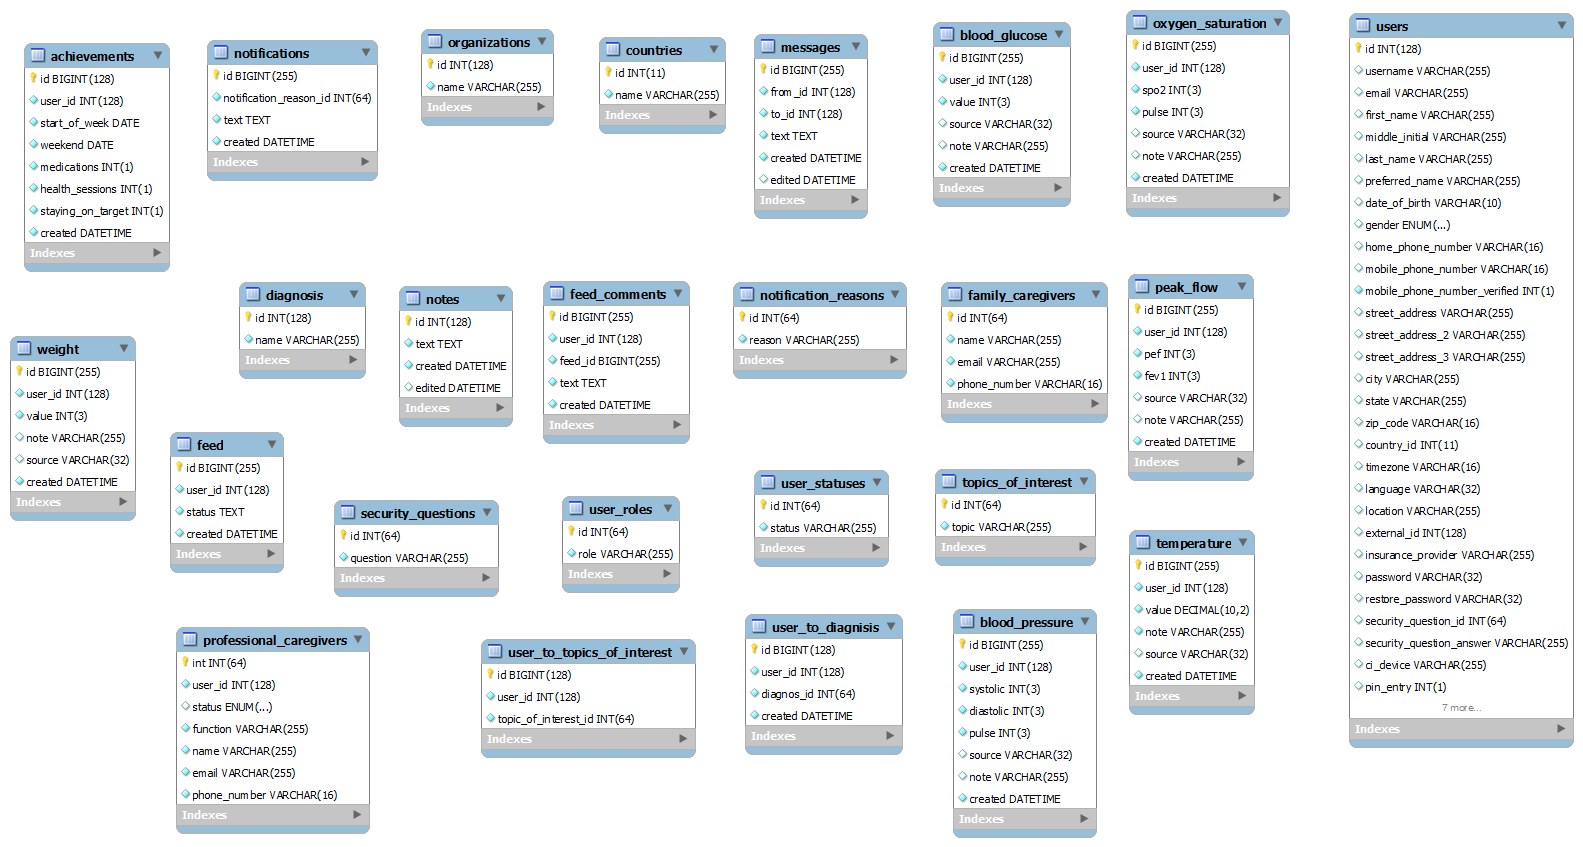 achievements
id BIGINT(128)
user_id INT(128)
start_of_week DATE
weekend DATE
medications INT(1)
health_sessions INT(1)
staying_on_target INT(1)
created DATETIME
Indexes
notifications
id BIGINT(255)
notification_reason_id INT(64)
text TEXT
created DATETIME
Indexes
organizations
id INT(128)
name VARCHAR(255)
Indexes
countries
id INT(11)
name VARCHAR(255)
Indexes
messages
id BIGINT(255)
from_id INT(128)
to_id INT(128)
text TEXT
created DATETIME
edited DATETIME
Indexes
blood_glucose
id BIGINT(255)
user_id INT(128)
value INT(3)
source VARCHAR(32)
note VARCHAR(255)
created DATETIME
Indexes
oxygen_saturation
id BIGINT(255)
user_id INT(128)
spo2 INT(3)
pulse INT(3)
source VARCHAR(32)
note VARCHAR(255)
created DATETIME
Indexes
users
id INT(128)
username VARCHAR(255)
email VARCHAR(255)
first_name VARCHAR(255)
middle_initial VARCHAR(255)
last_name VARCHAR(255)
preferred_name VARCHAR(255)
date_of_birth VARCHAR(10)
gender ENUM(...)
home_phone_number VARCHAR(16)
mobile_phone_number VARCHAR(16)
mobile_phone_number_verified INT(1)
street_address VARCHAR(255)
street_address_2 VARCHAR(255)
street_address_3 VARCHAR(255)
city VARCHAR(255)
state VARCHAR(255)
zip_code VARCHAR(16)
country_id INT(11)
timezone VARCHAR(16)
language VARCHAR(32)
location VARCHAR(255)
external_id INT(128)
insurance_provider VARCHAR(255)
password VARCHAR(32)
restore_password VARCHAR(32)
security_question_id INT(64)
security_question_answer VARCHAR(255)
ci_device VARCHAR(255)
pin_entry INT(1)
7 more...
Indexes
weight
id BIGINT(255)
user_id INT(128)
value INT(3)
note VARCHAR(255)
source VARCHAR(32)
created DATETIME
Indexes
diagnosis
id INT(128)
name VARCHAR(255)
Indexes
notes
id INT(128)
text TEXT
created DATETIME
edited DATETIME
Indexes
feed_comments
id BIGINT(255)
user_id INT(128)
feed_id BIGINT(255)
text TEXT
created DATETIME
Indexes
notification_reasons
id INT(64)
reason VARCHAR(255)
Indexes
family_caregivers
id INT(64)
name VARCHAR(255)
email VARCHAR(255)
phone_number VARCHAR(16)
Indexes
peak_flow
id BIGINT(255)
user_id INT(128)
pef INT(3)
fev1 INT(3)
source VARCHAR(32)
note VARCHAR(255)
created DATETIME
Indexes
feed
id BIGINT(255)
user_id INT(128)
status TEXT
created DATETIME
Indexes
security_questions
id INT(64)
question VARCHAR(255)
Indexes
user_roles
id INT(64)
role VARCHAR(255)
Indexes
user_statuses
id INT(64)
status VARCHAR(255)
Indexes
topics_of_interest
id INT(64)
topic VARCHAR(255)
Indexes
temperature
id BIGINT(255)
user_id INT(128)
value DECIMAL(10,2)
note VARCHAR(255)
source VARCHAR(32)
created DATETIME
Indexes
professional_caregivers
int INT(64)
user_id INT(128)
status ENUM(...)
function VARCHAR(255)
name VARCHAR(255)
email VARCHAR(255)
phone_number VARCHAR(16)
Indexes
user_to_topics_of_interest
id BIGINT(128)
user_id INT(128)
topic_of_interest_id INT(64)
Indexes
user_to_diagnisis
id BIGINT(128)
user_id INT(128)
diagnos_id INT(64)
created DATETIME
Indexes
blood_pressure
id BIGINT(255)
user_id INT(128)
systolic INT(3)
diastolic INT(3)
pulse INT(3)
source VARCHAR(32)
note VARCHAR(255)
created DATETIME
Indexes